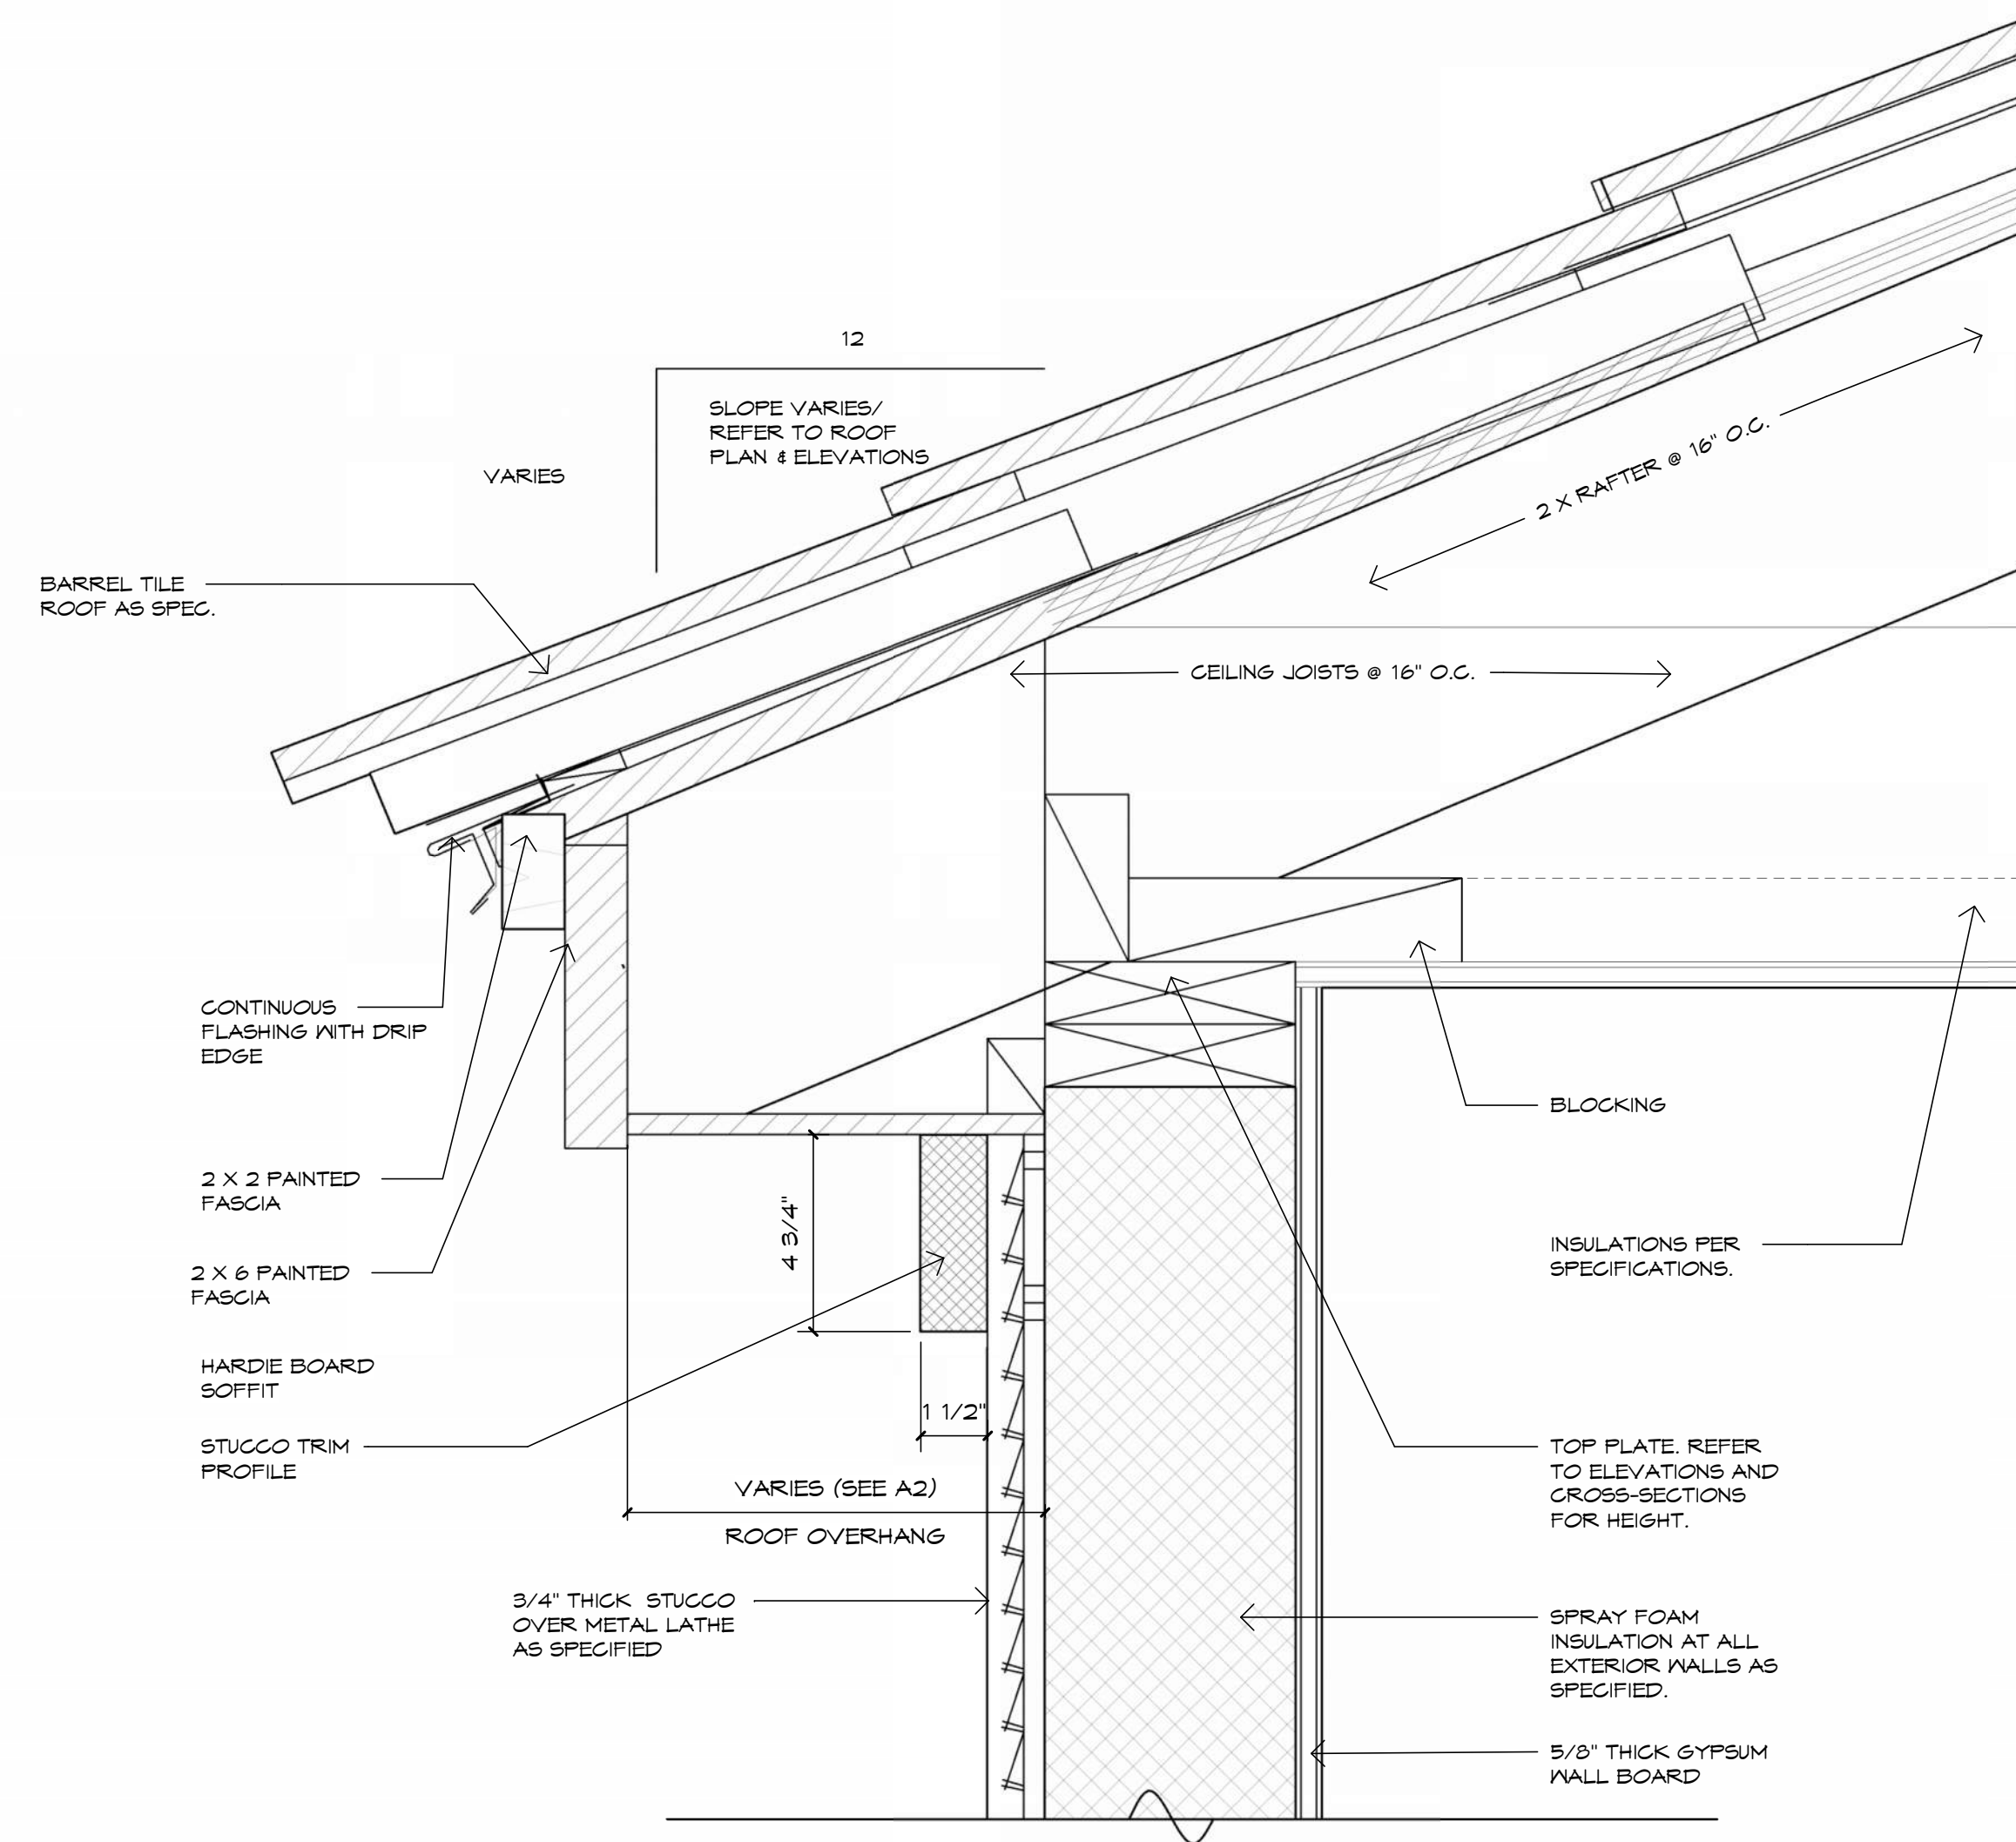 12
SLOPE VARIES/
REFER TO ROOF
PLAN & ELEVATIONS
VARIES
2 X RAFTER @ 16" O.C.
BARREL TILE
ROOF AS SPEC.
CEILING JOISTS @ 16" O.C.
CONTINUOUS
FLASHING WITH DRIP
EDGE
2 X 2 PAINTED
FASCIA
2 X 6 PAINTED
FASCIA
HARDIE BOARD
SOFFIT
STUCCO TRIM
PROFILE
4 3/4"
1 1/2"
VARIES (SEE A2)
ROOF OVERHANG
3/4" THICK STUCCO
OVER METAL LATHE
AS SPECIFIED
BLOCKING
INSULATIONS PER
SPECIFICATIONS.
TOP PLATE. REFER
TO ELEVATIONS AND
CROSS-SECTIONS
FOR HEIGHT.
SPRAY FOAM
INSULATION AT ALL
EXTERIOR WALLS AS
SPECIFIED.
5/8" THICK GYPSUM
WALL BOARD